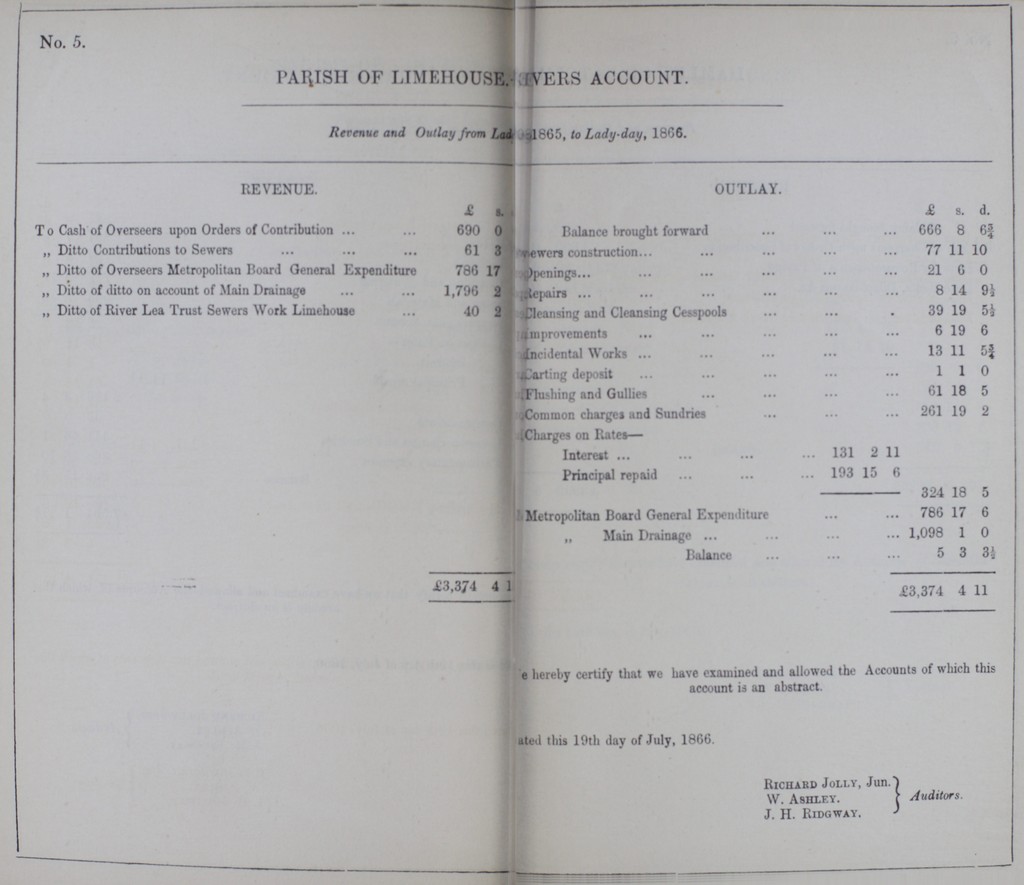 No. 5.
PARISH OF LIMEHOUSE. VERS ACCOUNT.
Revenue and Outlay from 1865, to Lady-day, 1866.
REVENUE.
£ s.
To Cash of Overseers upon Orders of Contribution ... ... 690 0
„ Ditto Contributions to Sewers ... ... ... 61 3
„ Ditto of Overseers Metropolitan Board General Expenditure 786 17
„ Ditto of ditto on account of Main Drainage ... ... 1,796 2
„ Ditto of River Lea Trust Sewers Work Limehouse ... 40 2
£3,374 4 1
OUTLAY.
£ s. d.
Balance brought forward ... ... ... 666 8 6¾
ewers construction... ... ... ... ... 77 11 10
Openings... ... ... ... ... 21 6 0
Repairs ... ... ... ... ... 8 14 9½
Cleansing and Cleansing Cesspools ... ... . 39 19 5½
mprovements ... ... ... ... ... 6 19 6
Incidental Works ... ... ... ... ... 13 11 5¾
Carting deposit ... ... ... ... ... 1 1 0
Flushing and Gullies ... ... ... ... 61 18 5
Common charges and Sundries ... ... ... 261 19 2
Charges on Rates—
Interest ... ... ... ... 131 2 11
Principal repaid ... ... ... 193 15 6
324 18 5
Metropolitan Board General Expenditure ... ... 786 17 6
„ Main Drainage ... ... ... ... 1,098 1 0
Balance ... ... ... 5 3 3½
£3,374 4 11
e hereby certify that we have examined and allowed the Accounts of which this
account is an abstract.
ated this 19th day of July, 1866.
RICHARD JOLLY, Jun.
W. ASHLEY. } Auditors.
J. H. RIDGWAY.